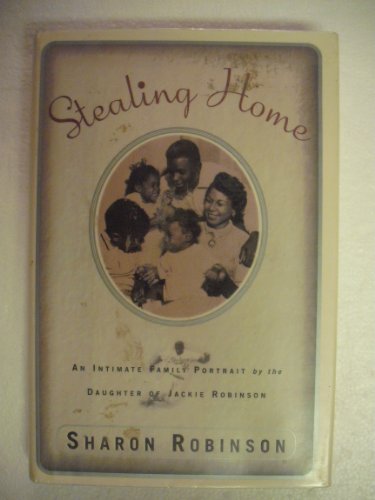 Stealing Home
AN INTIMATE FAMILY PORTRAIT by the
DAUGHTER OF JACKIE ROBINSON
SHARON ROBINSON